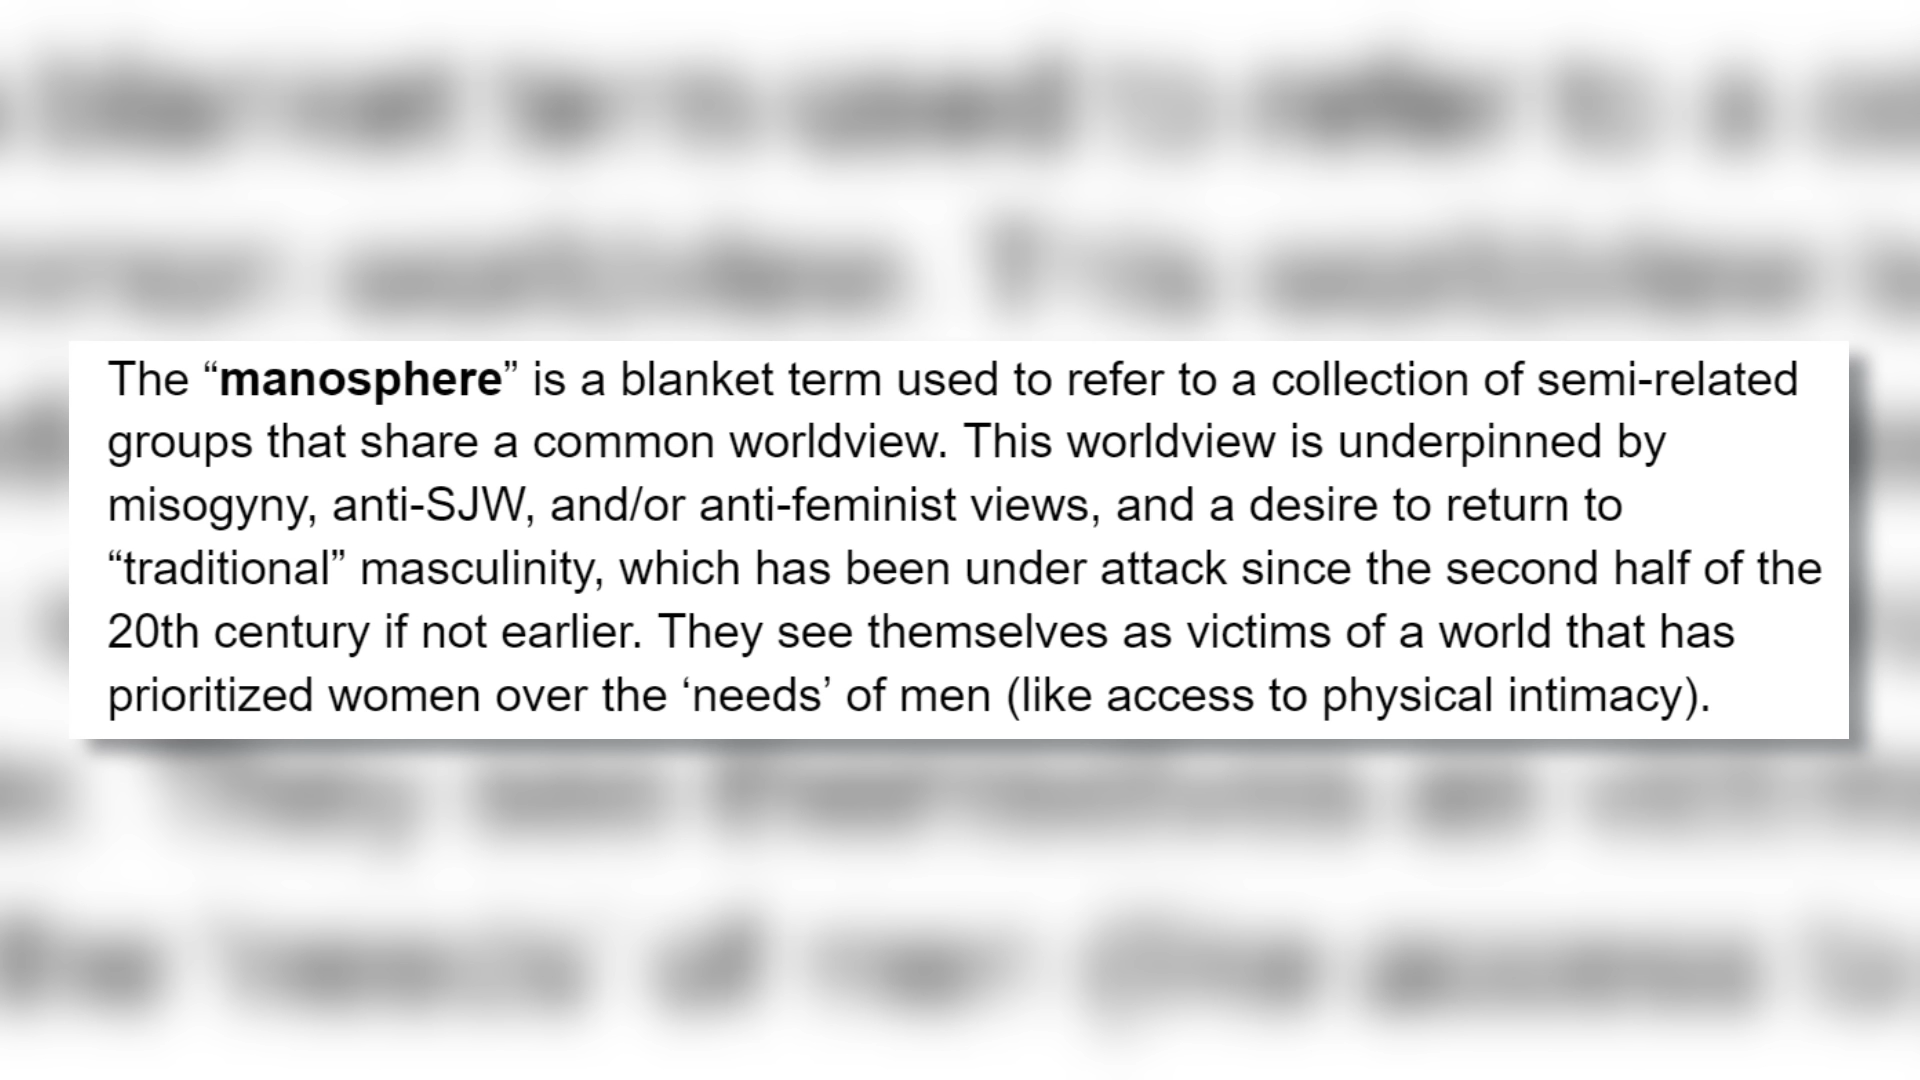 The “manosphere” is a blanket term used to refer to a collection of semi-related
groups that share a common worldview. This worldview is underpinned by
misogyny, anti-SJW, and/or anti-feminist views, and a desire to return to
“traditional” masculinity, which has been under attack since the second half of the
20th century if not earlier. They see themselves as victims of a world that has
prioritized women over the ‘needs’ of men (like access to physical intimacy).